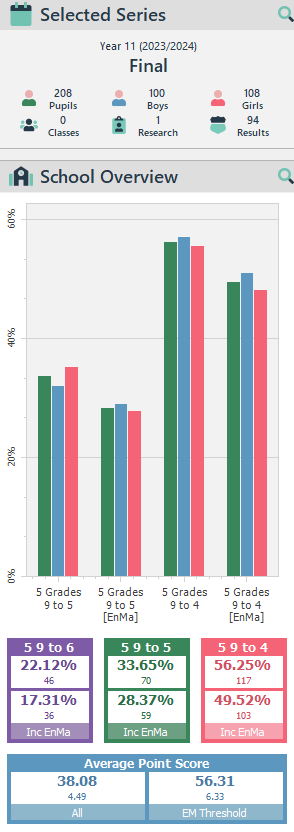 Selected Series
Year 11 (2023/2024)
Final
208 100 108
Pupils Boys Girls
0 1 94
Classes Research Results
School Overview
60%
40%
20%
0%
5 Grades 5 Grades 5 Grades 5 Grades
9 to 5 9 to 5 9 to 4 9 to 4
[EnMa] [EnMa]
5 9 to 6 5 9 to 5 5 9 to 4
22.12% 33.65% 56.25%
46 70 117
17.31% 28.37% 49.52%
36 59 103
Inc EnMa Inc EnMa Inc EnMa
Average Point Score
38.08 56.31
4.49 6.33
All EM Threshold